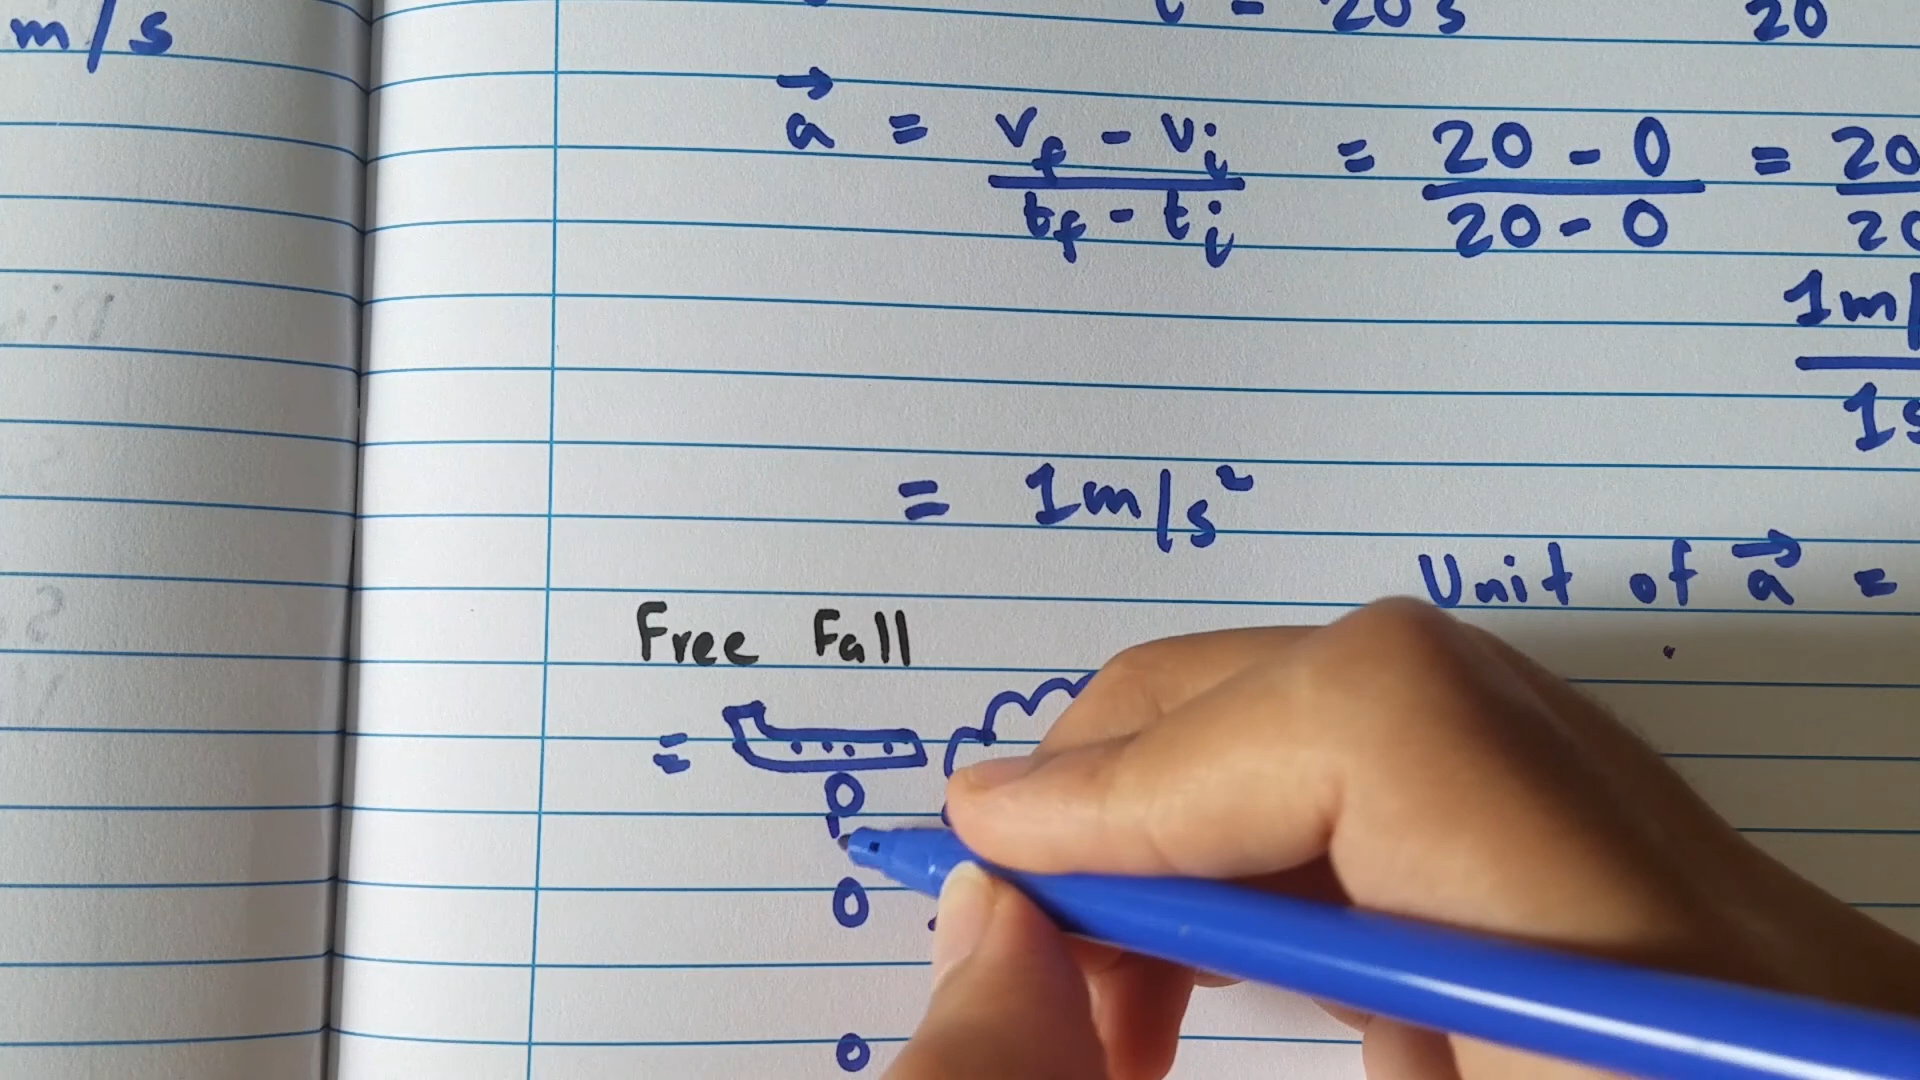 m/s
20 s
20
a⃗ = v_f - v_i / t_f - t_i = 20 - 0 / 20 - 0 = 20 / 20
1m/
1s
= 1m/s²
Unit of a⃗ =
Free Fall
=